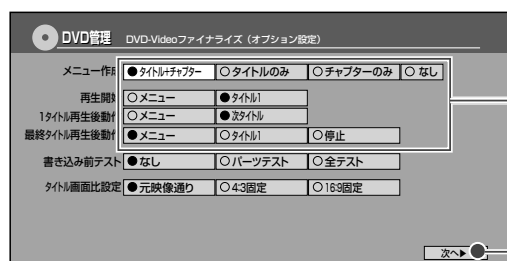 DVD管理 DVD-Videoファイナライズ（オプション設定）
メニュー作成 ●タイトル+チャプター ○タイトルのみ ○チャプターのみ ○なし
再生開始 ○メニュー ●タイトル1
1タイトル再生後動作 ○メニュー ●次タイトル
最終タイトル再生後動作 ●メニュー ○タイトル1 ○停止
書き込み前テスト ●なし ○パーツテスト ○全テスト
タイトル画面比設定 ●元映像通り ○4:3固定 ○16:9固定
次へ▶